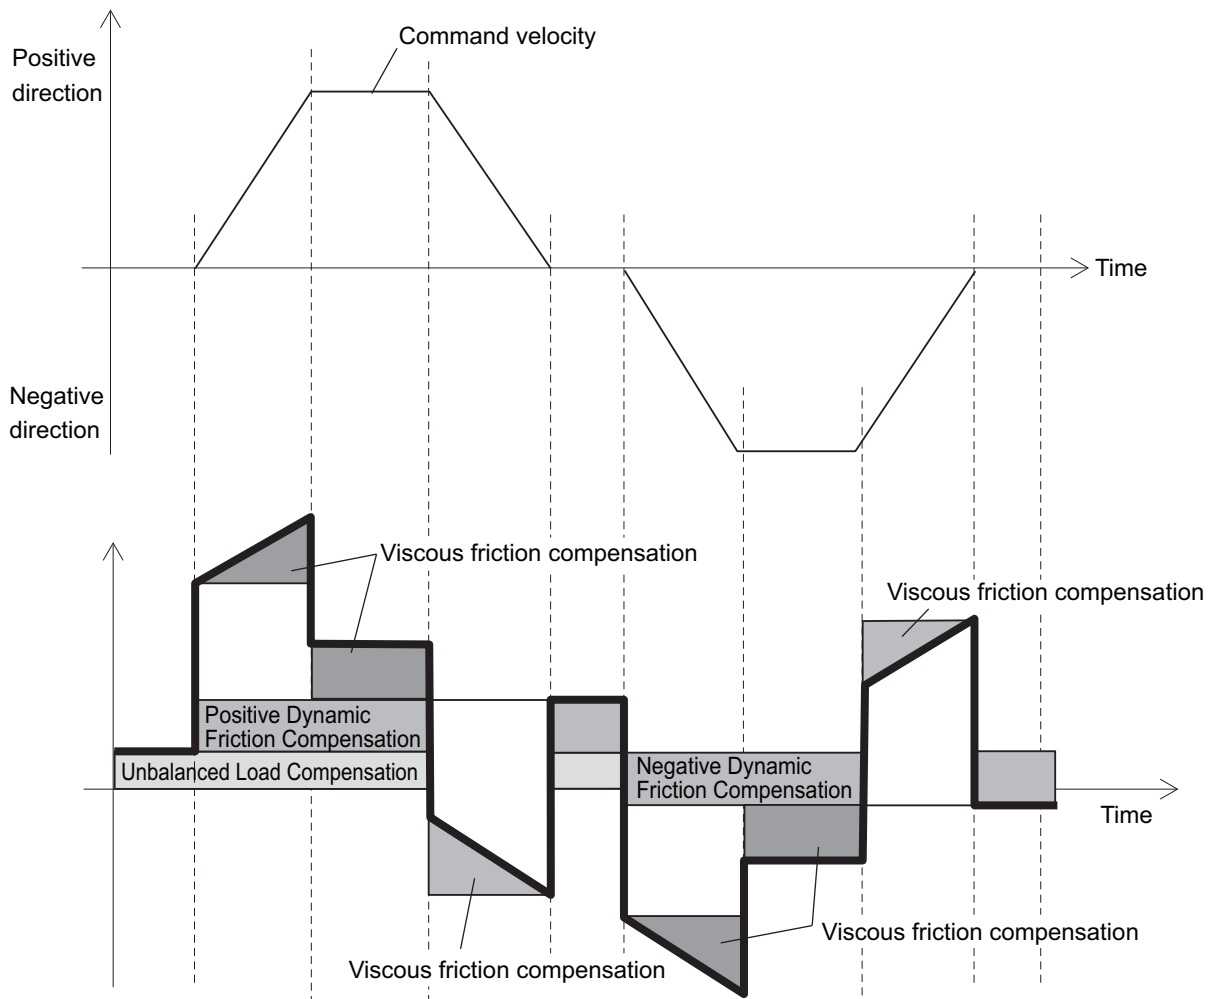 Command velocity
Positive
direction
Time
Negative
direction
Viscous friction compensation
Viscous friction compensation
Positive Dynamic
Friction Compensation
Unbalanced Load Compensation
Negative Dynamic
Friction Compensation
Time
Viscous friction compensation
Viscous friction compensation